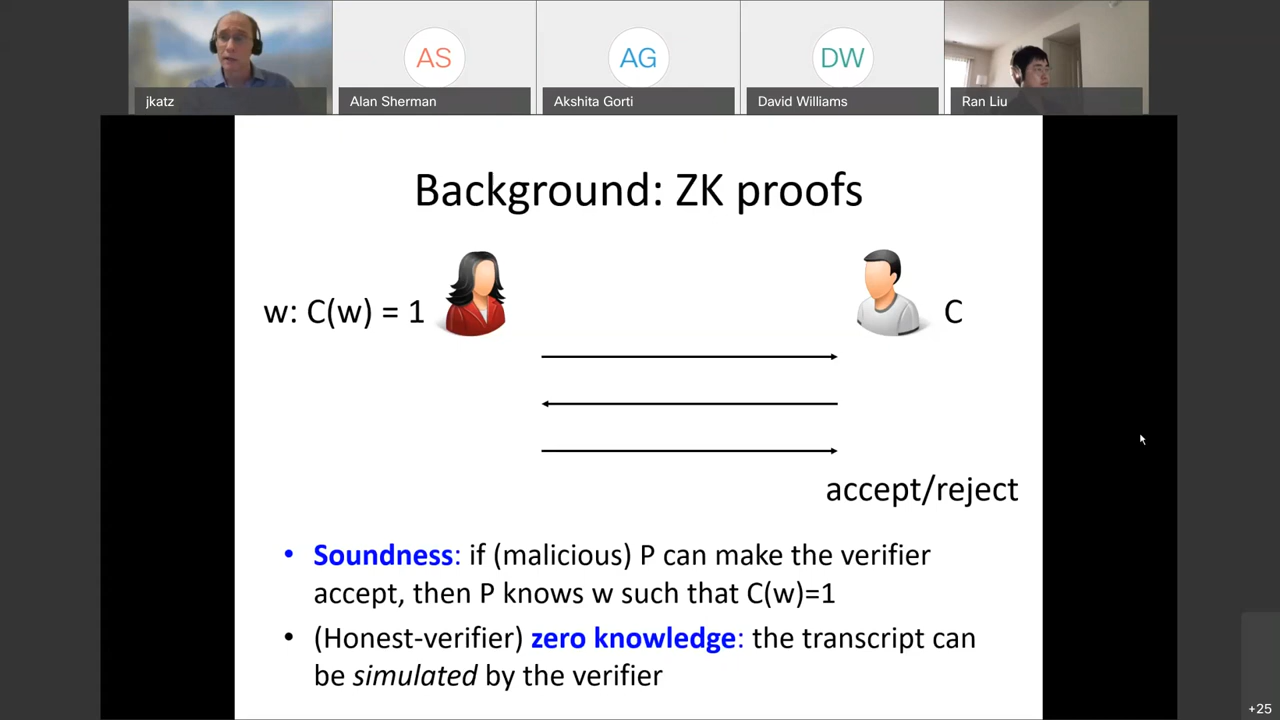 AS
AG
DW
jkatz
Alan Sherman
Akshita Gorti
David Williams
Ran Liu
Background: ZK proofs
w: C(w) = 1
C
accept/reject
• Soundness: if (malicious) P can make the verifier
accept, then P knows w such that C(w)=1
• (Honest-verifier) zero knowledge: the transcript can
be simulated by the verifier
+25